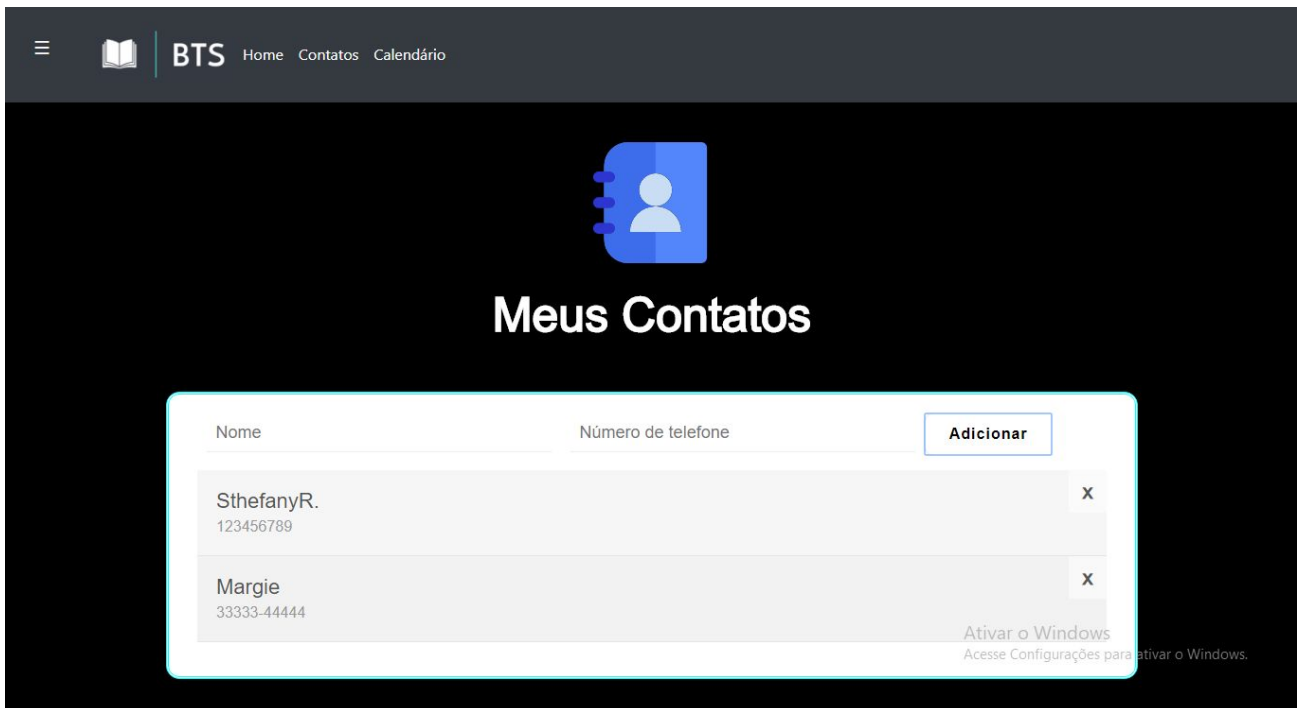 ☰ BTS Home Contatos Calendário
Meus Contatos
Nome Número de telefone Adicionar
SthefanyR. X
123456789
Margie X
33333-44444
Ativar o Windows
Acesse Configurações para ativar o Windows.